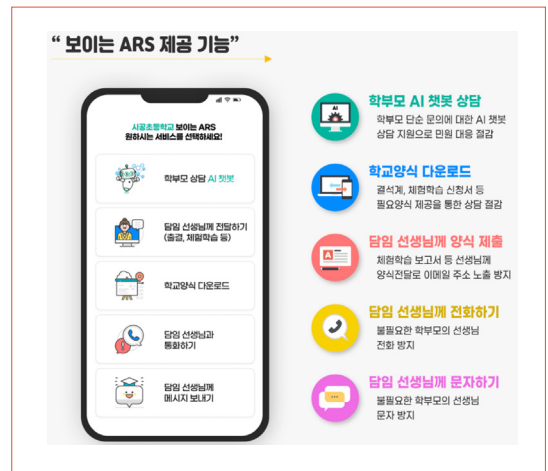 “ 보이는 ARS 제공 기능”
시공초등학교 보이는 ARS
원하시는 서비스를 선택하세요!
학부모 상담 AI 챗봇
담임 선생님께 전달하기
(출결, 체험학습 등)
학교양식 다운로드
담임 선생님과
통화하기
담임 선생님께
메시지 보내기
AI
학부모 AI 챗봇 상담
학부모 단순 문의에 대한 AI 챗봇
상담 지원으로 민원 대응 절감
학교양식 다운로드
결석계, 체험학습 신청서 등
필요양식 제공을 통한 상담 절감
담임 선생님께 양식 제출
체험학습 보고서 등 선생님께
양식전달로 이메일 주소 노출 방지
담임 선생님께 전화하기
불필요한 학부모의 선생님
전화 방지
담임 선생님께 문자하기
불필요한 학부모의 선생님
문자 방지